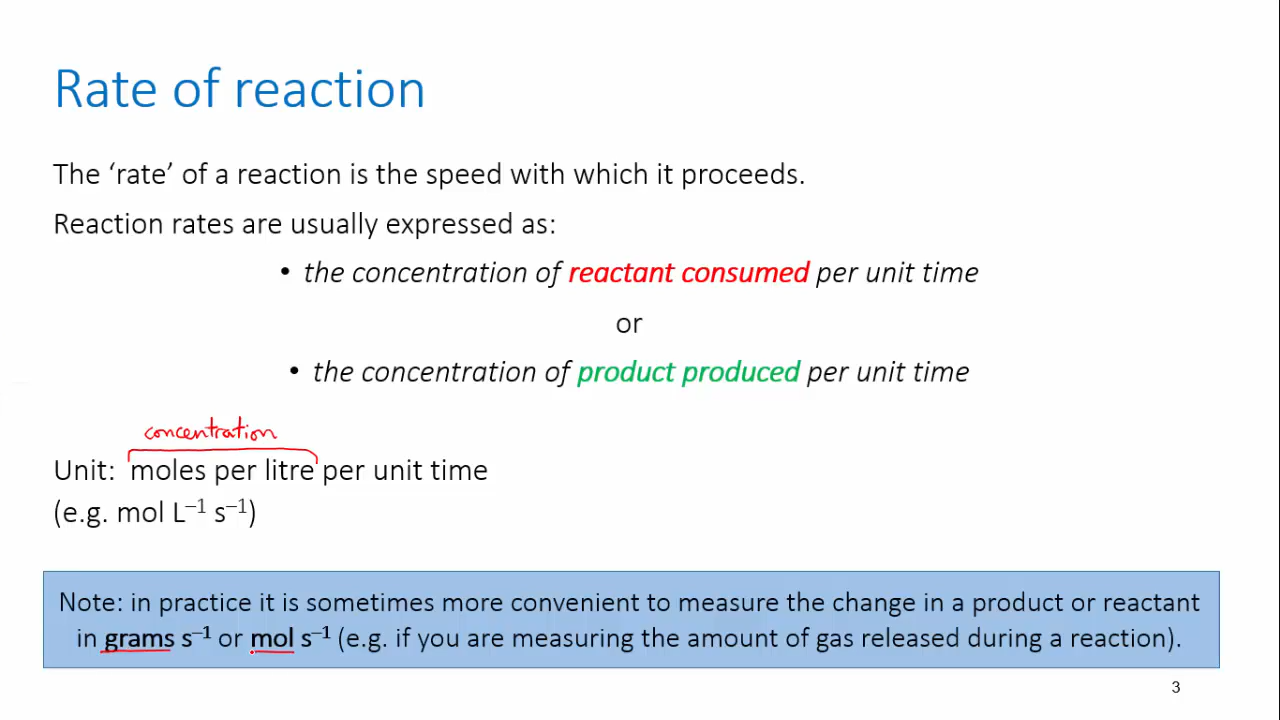 Rate of reaction
The ‘rate’ of a reaction is the speed with which it proceeds.
Reaction rates are usually expressed as:
• the concentration of reactant consumed per unit time
or
• the concentration of product produced per unit time
concentration
Unit: moles per litre per unit time
(e.g. mol L⁻¹ s⁻¹)
Note: in practice it is sometimes more convenient to measure the change in a product or reactant
in grams s⁻¹ or mol s⁻¹ (e.g. if you are measuring the amount of gas released during a reaction).
3